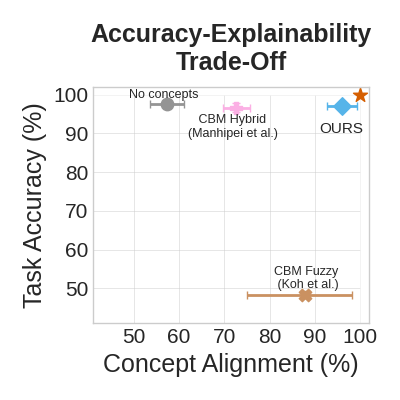 Accuracy-Explainability
Trade-Off
Task Accuracy (%)
100
90
80
70
60
50
No concepts
CBM Hybrid
(Manhipei et al.)
OURS
CBM Fuzzy
(Koh et al.)
50 60 70 80 90 100
Concept Alignment (%)